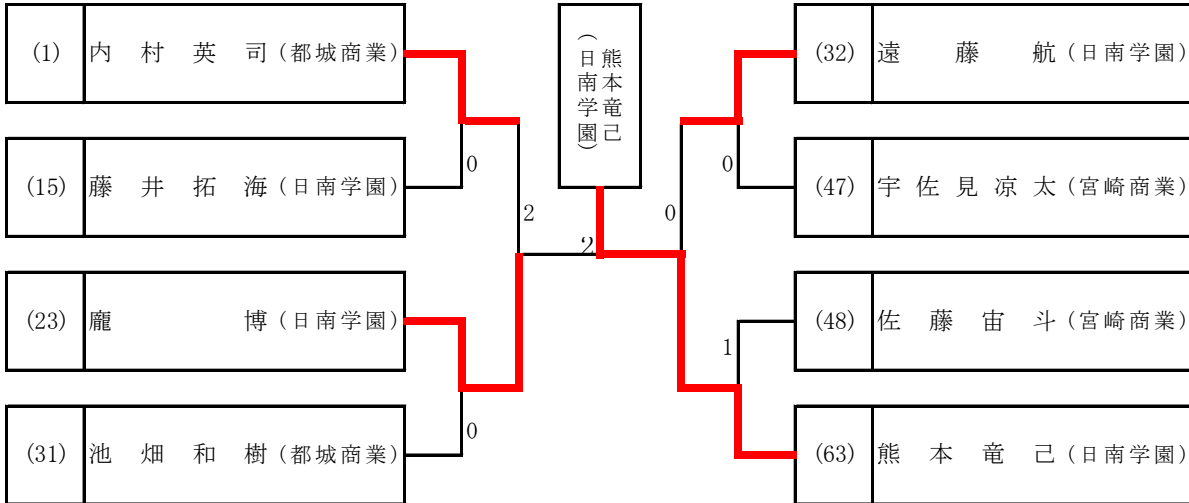 (1) 内村英司(都城商業)
(15) 藤井拓海(日南学園)
(23) 龐博(日南学園)
(31) 池畑和樹(都城商業)
0
2
0
2
熊本竜己
(日南学園)
0
0
1
(32) 遠藤航(日南学園)
(47) 宇佐見凉太(宮崎商業)
(48) 佐藤宙斗(宮崎商業)
(63) 熊本竜己(日南学園)